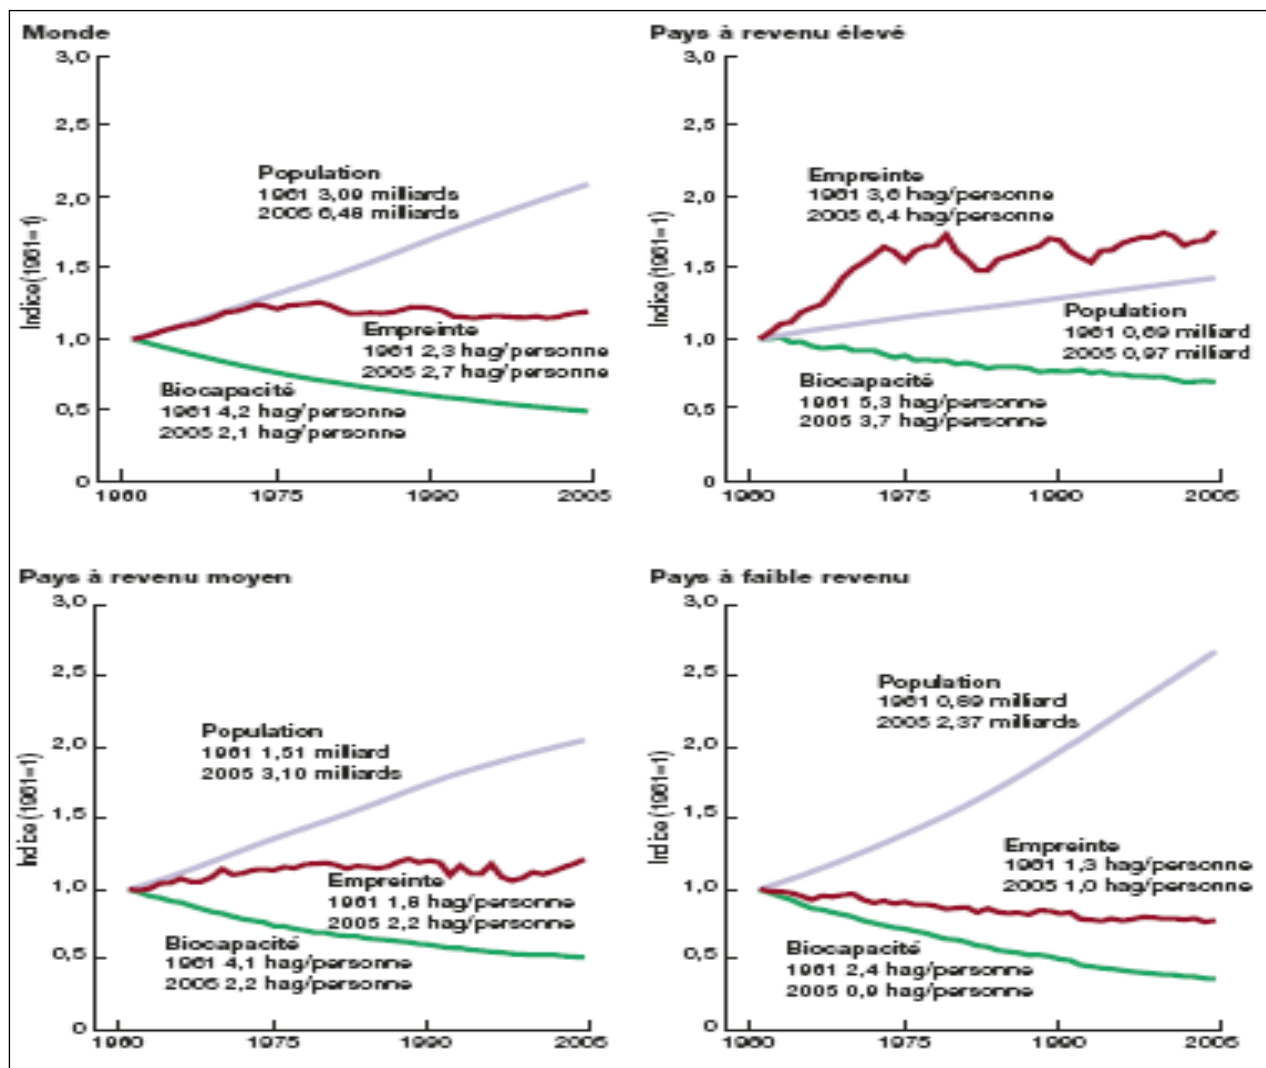 Monde
3,0
2,5
2,0
1,5
1,0
0,5
0
Indice (1961=1)
Population
1961 3,09 milliards
2005 6,48 milliards
Empreinte
1961 2,3 hag/personne
2005 2,7 hag/personne
Biocapacité
1961 4,2 hag/personne
2005 2,1 hag/personne
1960 1975 1990 2005
Pays à revenu élevé
3,0
2,5
2,0
1,5
1,0
0,5
0
Indice (1961=1)
Empreinte
1961 3,6 hag/personne
2005 6,4 hag/personne
Population
1961 0,69 milliard
2005 0,97 milliard
Biocapacité
1961 5,3 hag/personne
2005 3,7 hag/personne
1960 1975 1990 2005
Pays à revenu moyen
3,0
2,5
2,0
1,5
1,0
0,5
0
Indice (1961=1)
Population
1961 1,51 milliard
2005 3,10 milliards
Empreinte
1961 1,8 hag/personne
2005 2,2 hag/personne
Biocapacité
1961 4,1 hag/personne
2005 2,2 hag/personne
1960 1975 1990 2005
Pays à faible revenu
3,0
2,5
2,0
1,5
1,0
0,5
0
Indice (1961=1)
Population
1961 0,89 milliard
2005 2,37 milliards
Empreinte
1961 1,3 hag/personne
2005 1,0 hag/personne
Biocapacité
1961 2,4 hag/personne
2005 0,9 hag/personne
1960 1975 1990 2005